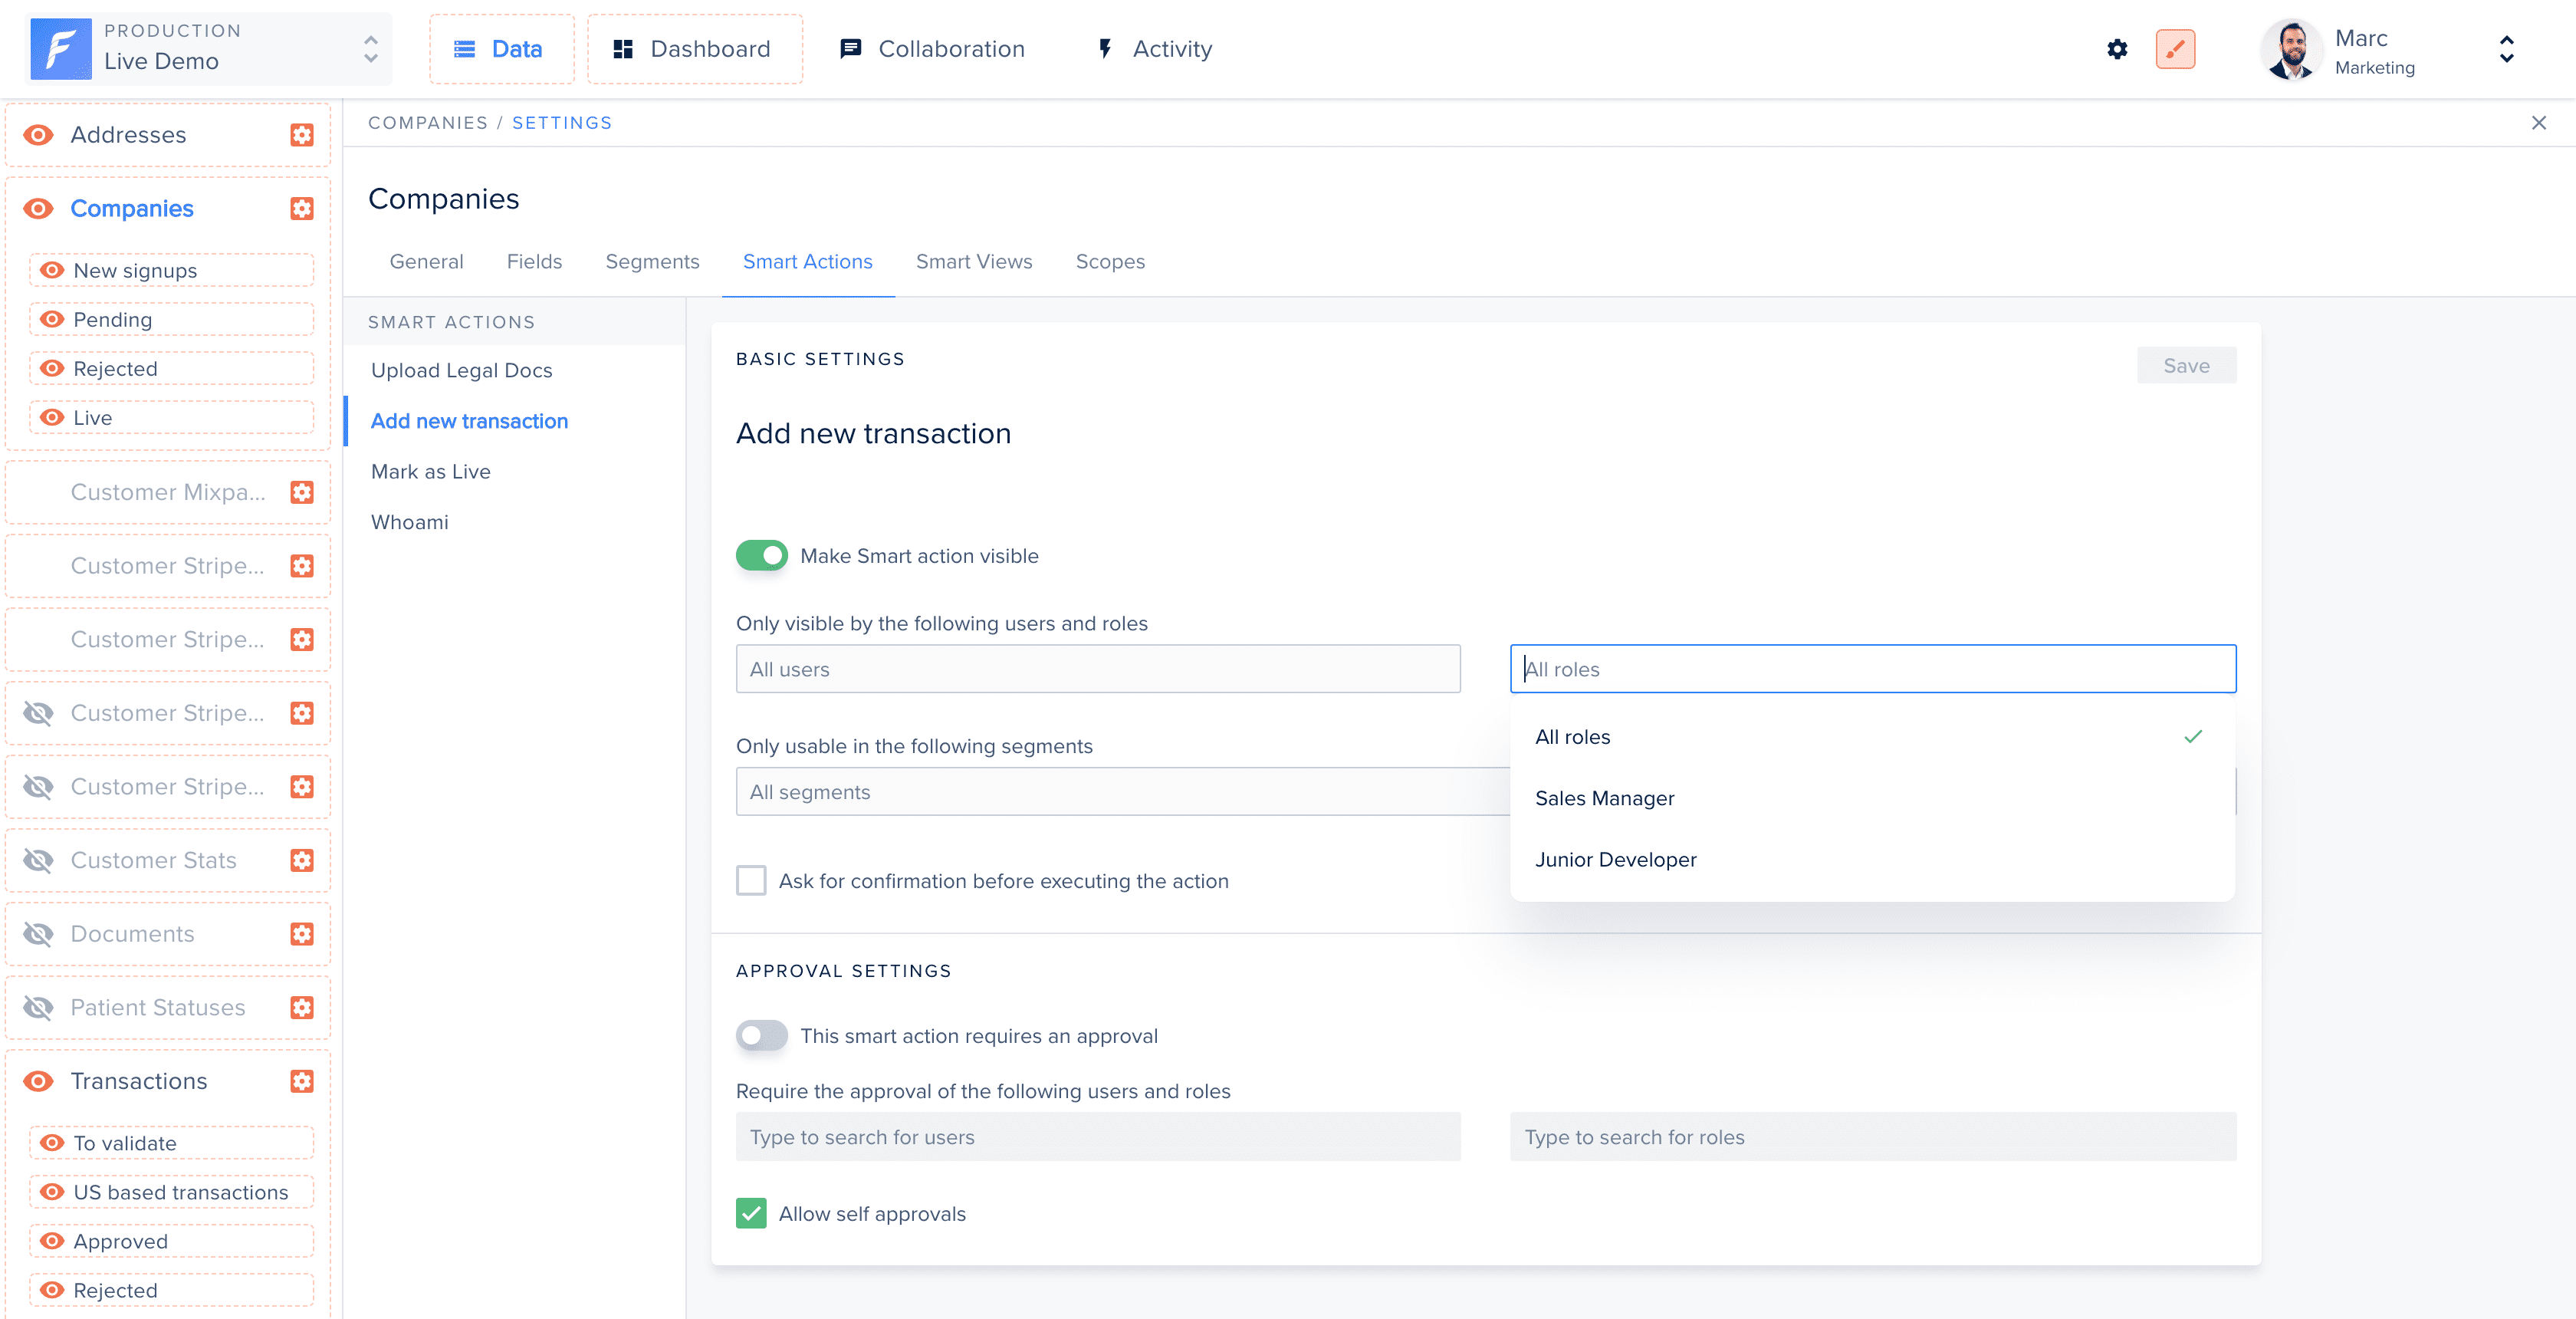 PRODUCTION
Live Demo
Data
Dashboard
Collaboration
Activity
Marc
Marketing
Addresses
Companies
New signups
Pending
Rejected
Live
Customer Mixpa...
Customer Stripe...
Customer Stripe...
Customer Stripe...
Customer Stripe...
Customer Stats
Documents
Patient Statuses
Transactions
To validate
US based transactions
Approved
Rejected
COMPANIES / SETTINGS
Companies
General
Fields
Segments
Smart Actions
Smart Views
Scopes
SMART ACTIONS
Upload Legal Docs
Add new transaction
Mark as Live
Whoami
BASIC SETTINGS
Save
Add new transaction
Make Smart action visible
Only visible by the following users and roles
All users
All roles
All roles
Sales Manager
Junior Developer
Only usable in the following segments
All segments
Ask for confirmation before executing the action
APPROVAL SETTINGS
This smart action requires an approval
Require the approval of the following users and roles
Type to search for users
Type to search for roles
Allow self approvals